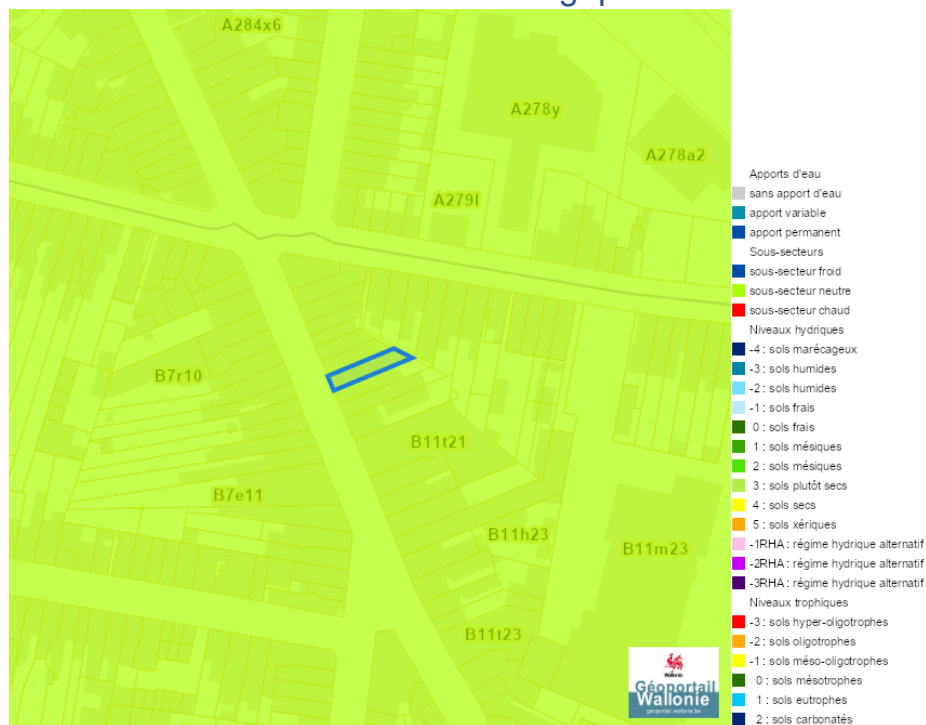 A284x6
A278y
A278a2
A279l
B7r10
B11t21
B7e11
B11h23
B11m23
B11t23
Wallonie
Géoportail
Wallonie
geoportail.wallonie.be
Apports d'eau
sans apport d'eau
apport variable
apport permanent
Sous-secteurs
sous-secteur froid
sous-secteur neutre
sous-secteur chaud
Niveaux hydriques
-4 : sols marécageux
-3 : sols humides
-2 : sols humides
-1 : sols frais
0 : sols frais
1 : sols mésiques
2 : sols mésiques
3 : sols plutôt secs
4 : sols secs
5 : sols xériques
-1RHA : régime hydrique alternatif
-2RHA : régime hydrique alternatif
-3RHA : régime hydrique alternatif
Niveaux trophiques
-3 : sols hyper-oligotrophes
-2 : sols oligotrophes
-1 : sols méso-oligotrophes
0 : sols mésotrophes
1 : sols eutrophes
2 : sols carbonatés